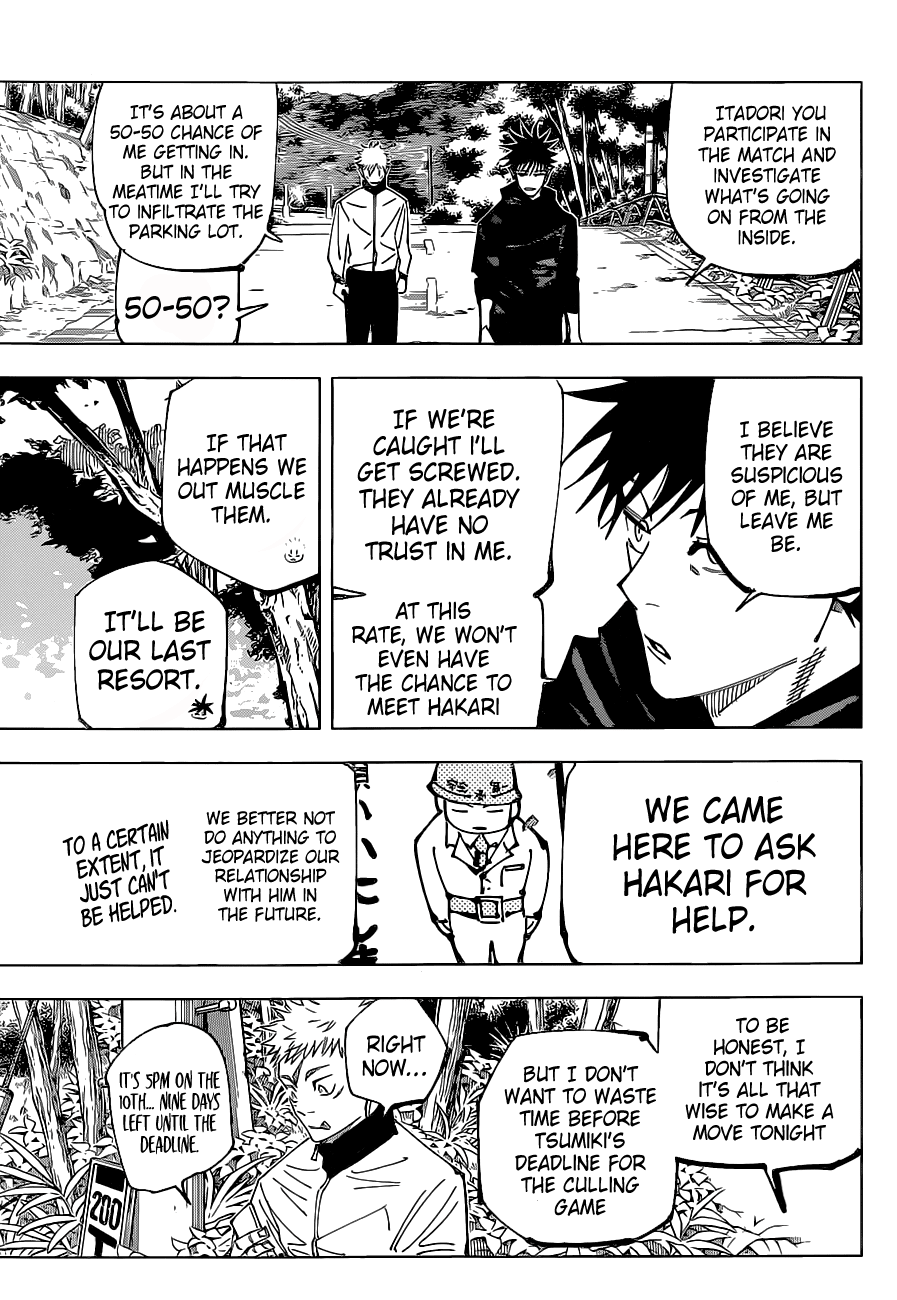 ITADORI YOU
PARTICIPATE IN
THE MATCH AND
INVESTIGATE
WHAT'S GOING
ON FROM THE
INSIDE.
IT'S ABOUT A
50-50 CHANCE OF
ME GETTING IN.
BUT IN THE
MEATIME I'LL TRY
TO INFILTRATE THE
PARKING LOT.
50-50?
I BELIEVE
THEY ARE
SUSPICIOUS
OF ME, BUT
LEAVE ME
BE.
IF WE'RE
CAUGHT I'LL
GET SCREWED.
THEY ALREADY
HAVE NO
TRUST IN ME.
AT THIS
RATE, WE WON'T
EVEN HAVE
THE CHANCE TO
MEET HAKARI
IF THAT
HAPPENS WE
OUT MUSCLE
THEM.
IT'LL BE
OUR LAST
RESORT.
WE CAME
HERE TO ASK
HAKARI FOR
HELP.
WE BETTER NOT
DO ANYTHING TO
JEOPARDIZE OUR
RELATIONSHIP
WITH HIM IN
THE FUTURE.
TO A CERTAIN
EXTENT, IT
JUST CAN'T
BE HELPED.
TO BE
HONEST, I
DON'T THINK
IT'S ALL THAT
WISE TO MAKE A
MOVE TONIGHT
BUT I DON'T
WANT TO WASTE
TIME BEFORE
TSUMIKI'S
DEADLINE FOR
THE CULLING
GAME
RIGHT
NOW...
IT'S 5PM ON THE
10TH... NINE DAYS
LEFT UNTIL THE
DEADLINE.
200